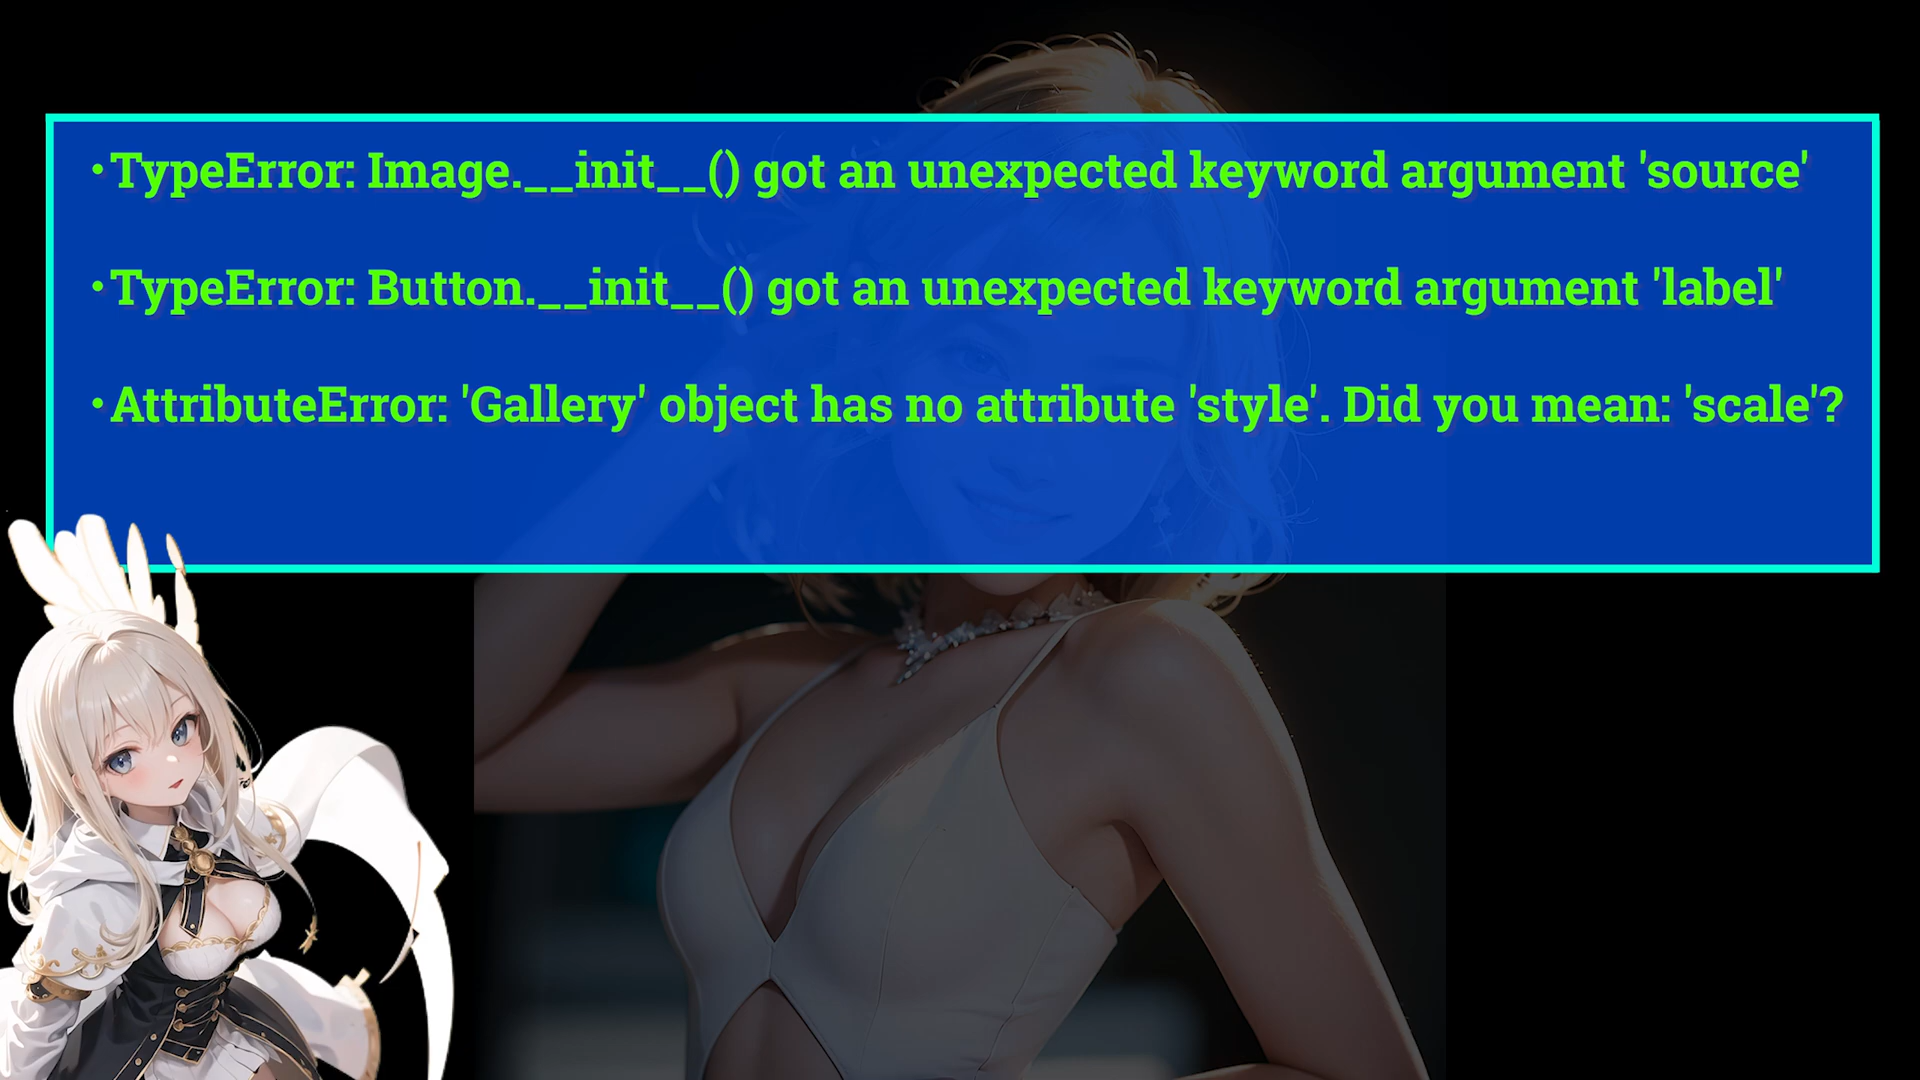 •TypeError: Image.__init__() got an unexpected keyword argument 'source'
•TypeError: Button.__init__() got an unexpected keyword argument 'label'
•AttributeError: 'Gallery' object has no attribute 'style'. Did you mean: 'scale'?